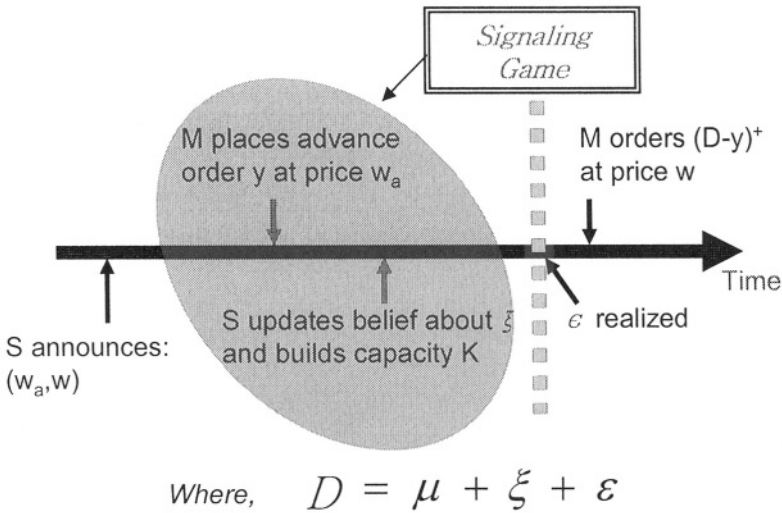 Signaling
Game
M places advance
order y at price wₐ
M orders (D-y)⁺
at price w
Time
S announces:
(wₐ,w)
S updates belief about ξ
and builds capacity K
ϵ realized
Where, D = μ + ξ + ε